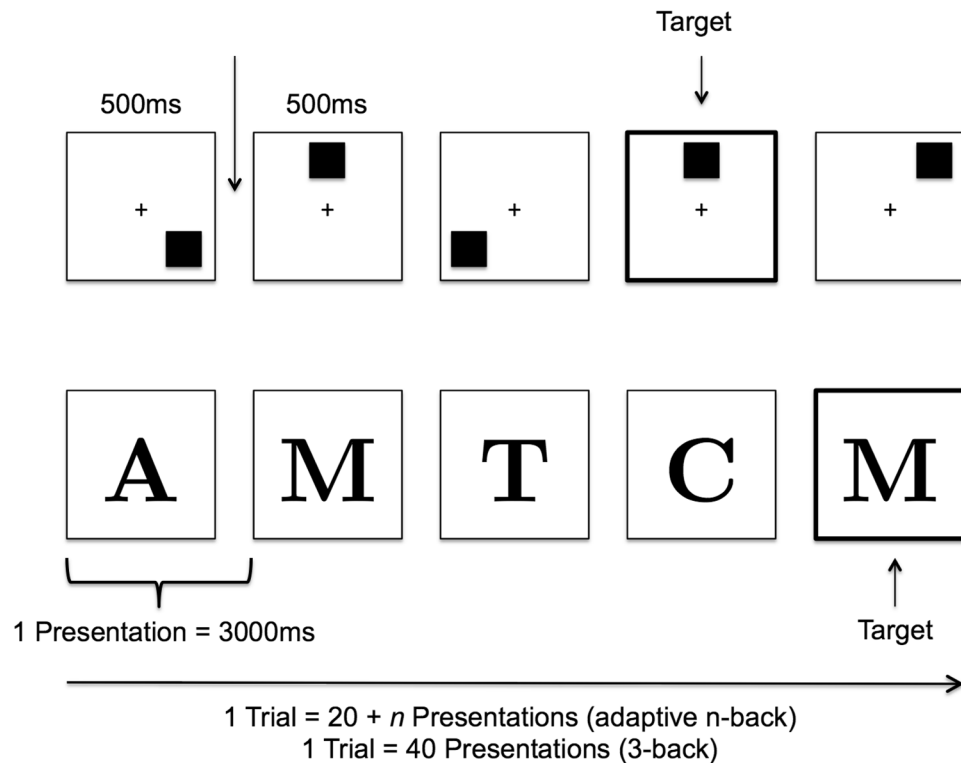 Target
500ms 500ms
+ + + + +
A M T C M
1 Presentation = 3000ms
Target
1 Trial = 20 + n Presentations (adaptive n-back)
1 Trial = 40 Presentations (3-back)